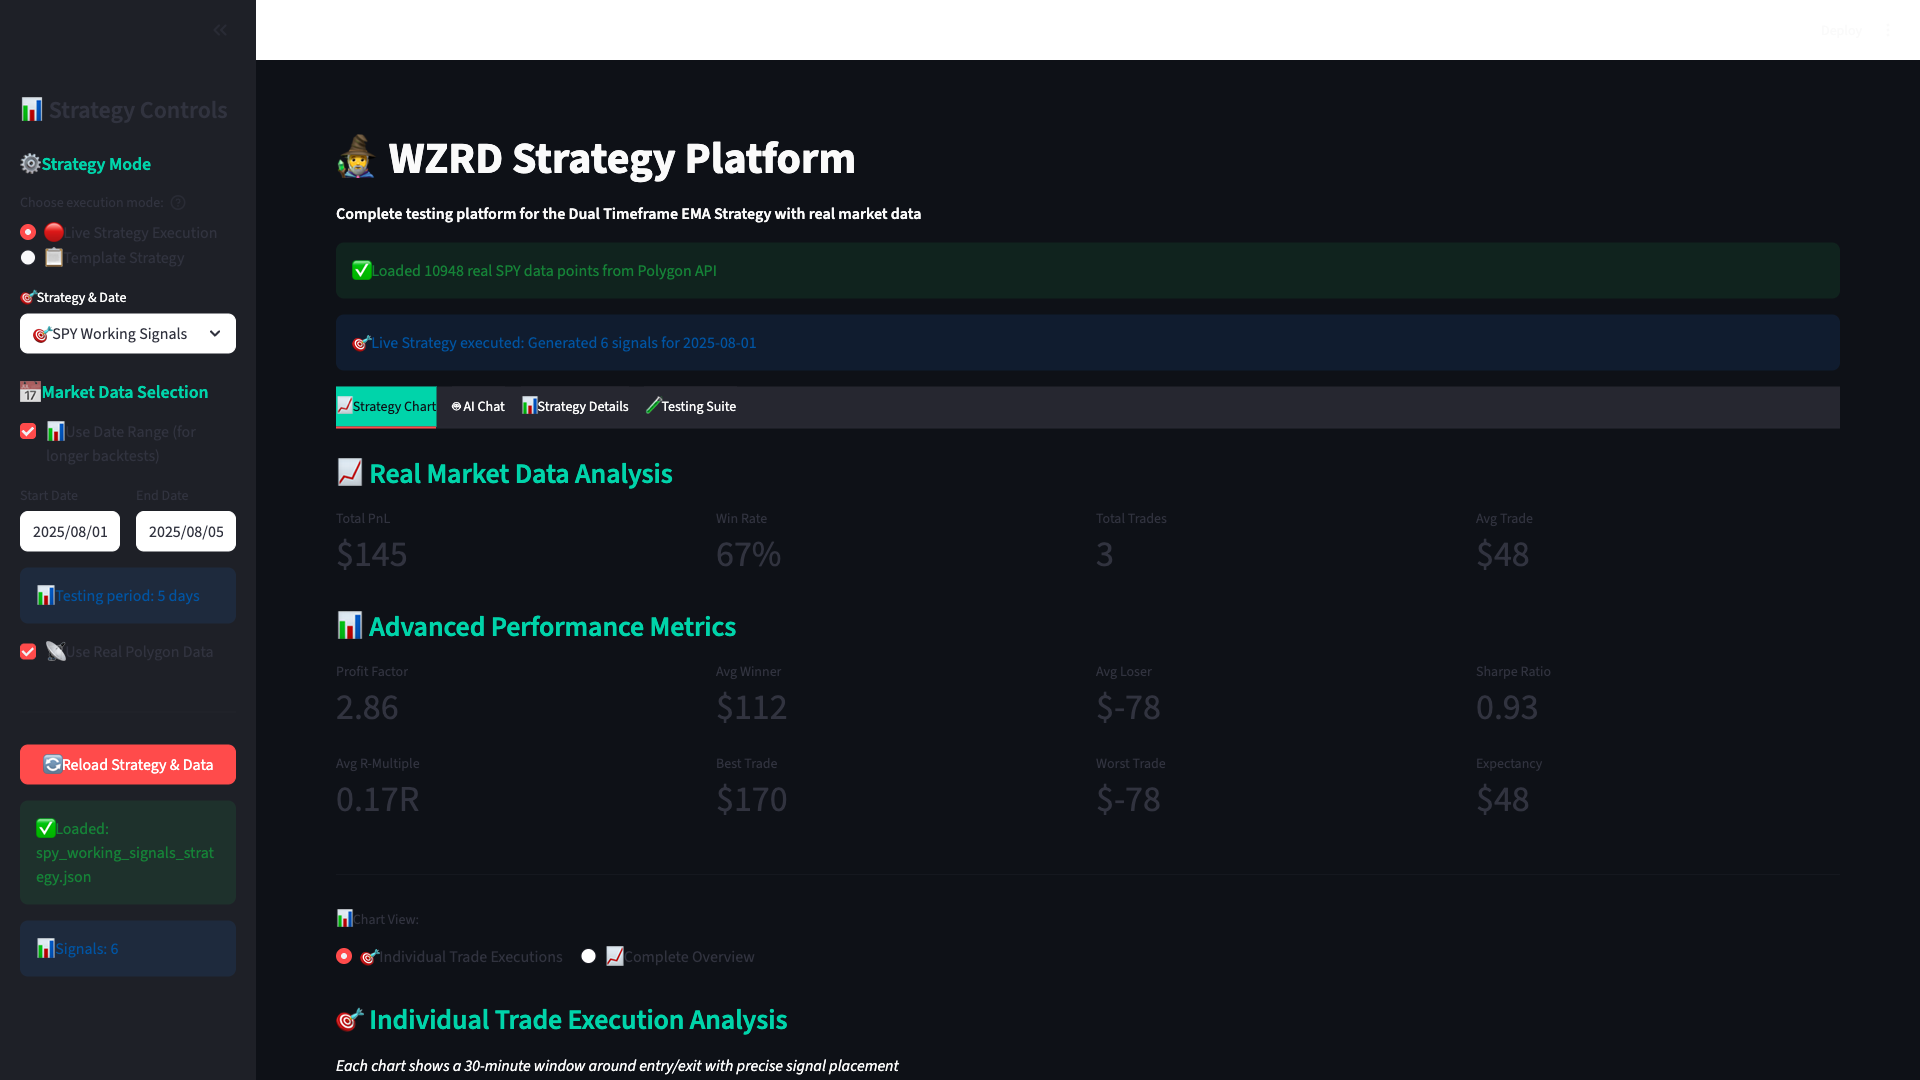 Strategy Controls
Strategy Mode
Choose execution mode:
Live Strategy Execution
Template Strategy
Strategy & Date
SPY Working Signals
Market Data Selection
Use Date Range (for
longer backtests)
Start Date End Date
2025/08/01 2025/08/05
Testing period: 5 days
Use Real Polygon Data
Reload Strategy & Data
Loaded:
spy_working_signals_strat
egy.json
Signals: 6
WZRD Strategy Platform
Complete testing platform for the Dual Timeframe EMA Strategy with real market data
Loaded 10948 real SPY data points from Polygon API
Live Strategy executed: Generated 6 signals for 2025-08-01
Strategy Chart AI Chat Strategy Details Testing Suite
Real Market Data Analysis
Total PnL Win Rate Total Trades Avg Trade
$145 67% 3 $48
Advanced Performance Metrics
Profit Factor Avg Winner Avg Loser Sharpe Ratio
2.86 $112 $-78 0.93
Avg R-Multiple Best Trade Worst Trade Expectancy
0.17R $170 $-78 $48
Chart View:
Individual Trade Executions Complete Overview
Individual Trade Execution Analysis
Each chart shows a 30-minute window around entry/exit with precise signal placement